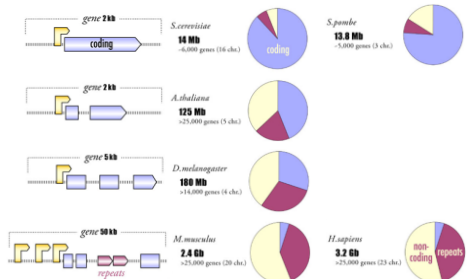 gene 2 kb
coding
S.cerevisiae
14 Mb
~6,000 genes (16 chr.)
coding
S.pombe
13.8 Mb
~5,000 genes (3 chr.)
gene 2 kb
A.thaliana
125 Mb
>25,000 genes (5 chr.)
gene 5 kb
D.melanogaster
180 Mb
>14,000 genes (4 chr.)
gene 50 kb
repeats
M.musculus
2.4 Gb
>25,000 genes (20 chr.)
H.sapiens
3.2 Gb
>25,000 genes (23 chr.)
non-
coding
repeats